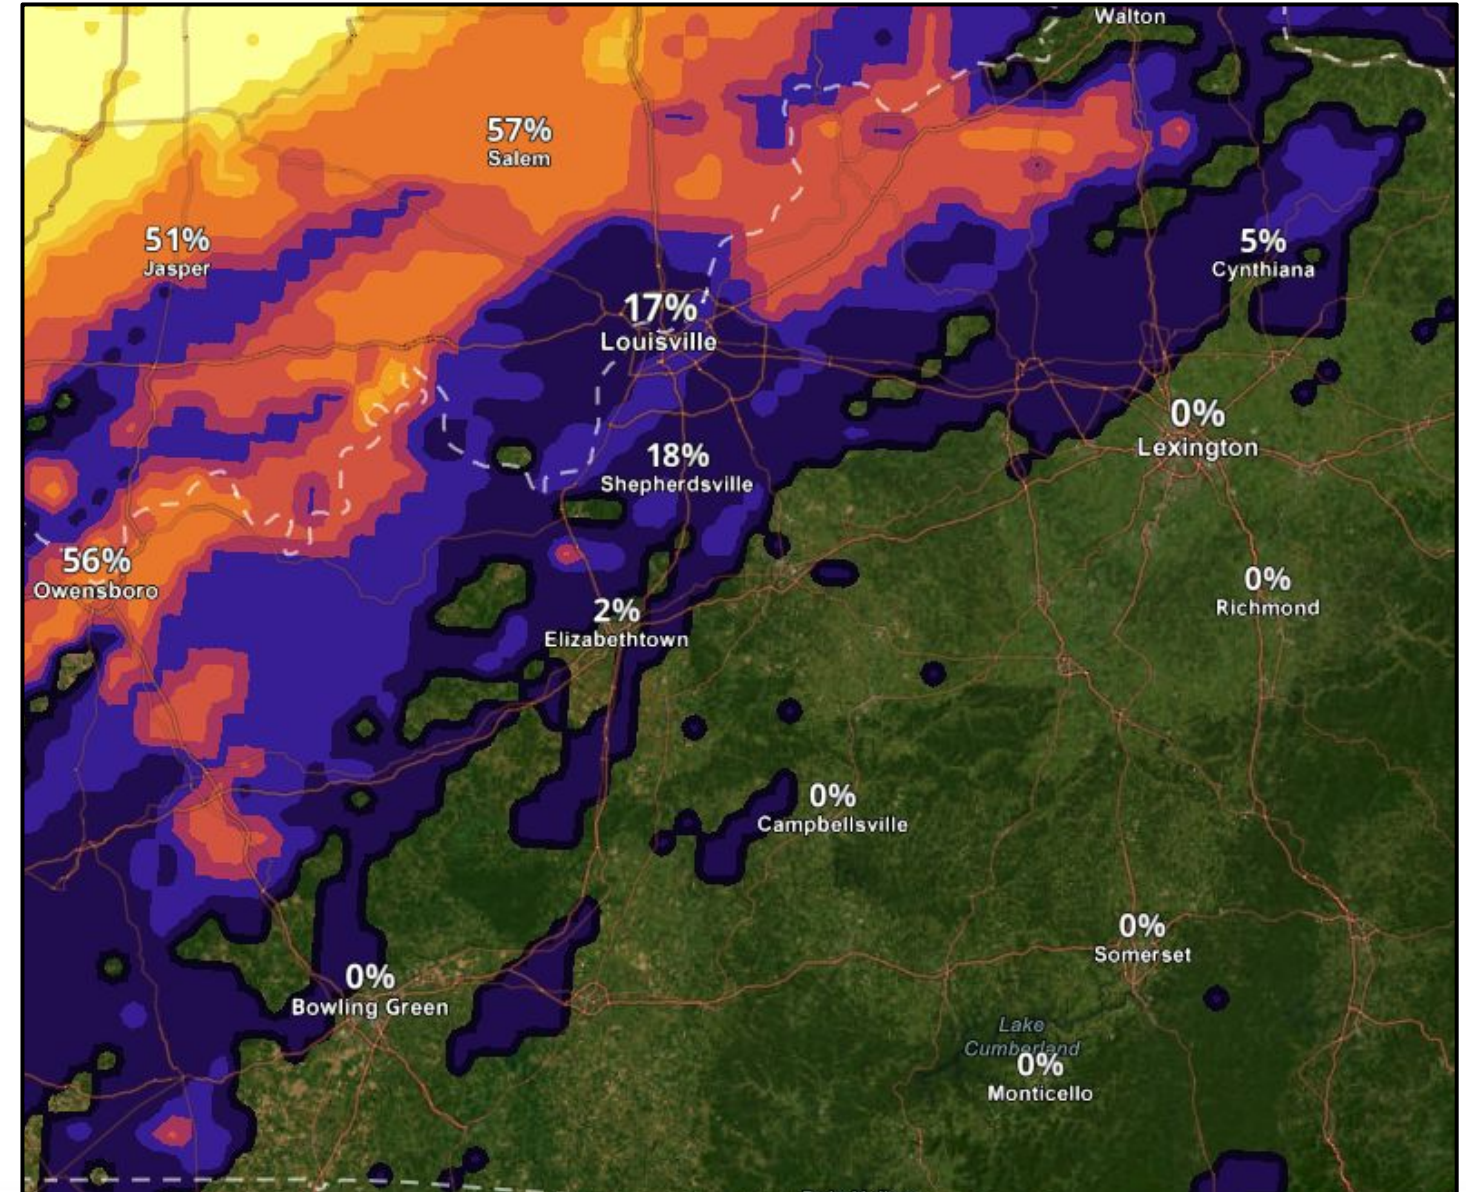 Walton
57%
Salem
51%
Jasper
5%
Cynthiana
17%
Louisville
0%
Lexington
18%
Shepherdsville
56%
Owensboro
0%
Richmond
2%
Elizabethtown
0%
Campbellsville
0%
Somerset
0%
Bowling Green
Lake
Cumberland
0%
Monticello